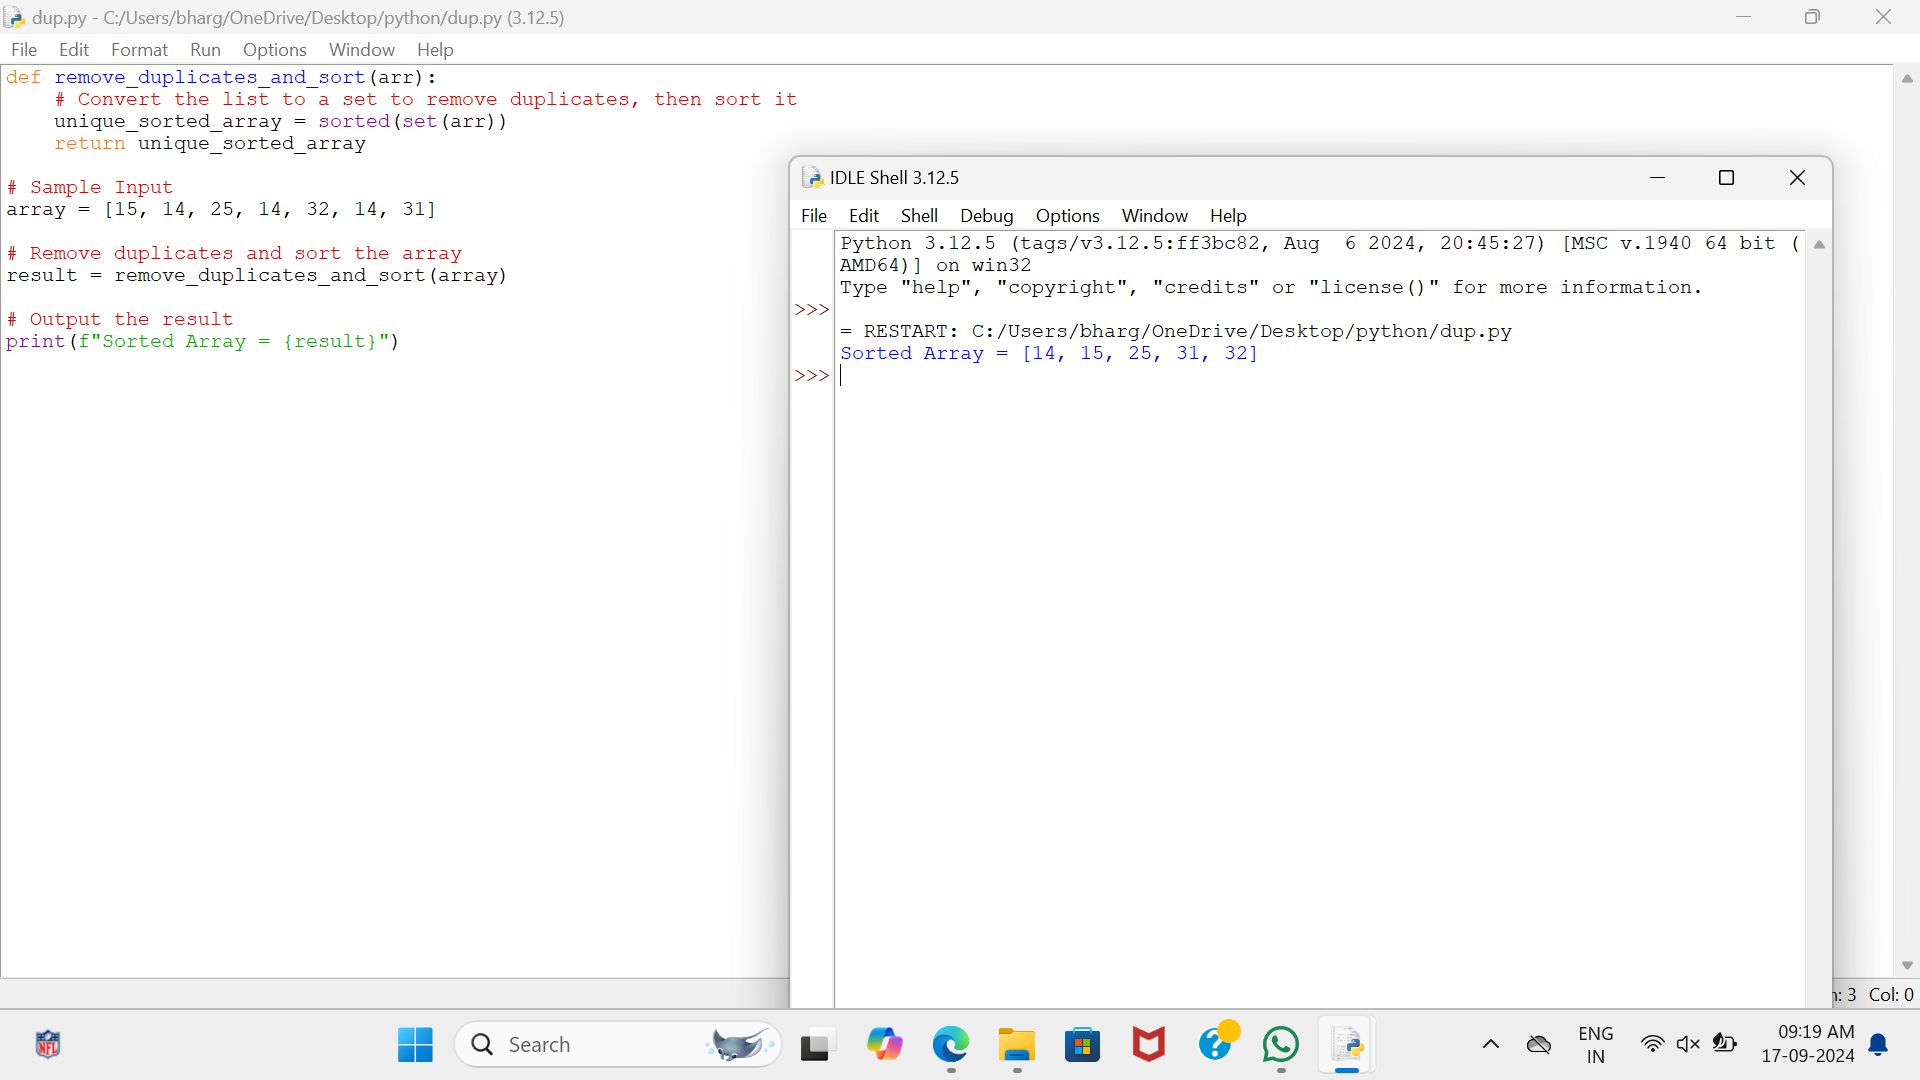 dup.py - C:/Users/bharg/OneDrive/Desktop/python/dup.py (3.12.5)
File Edit Format Run Options Window Help
def remove_duplicates_and_sort(arr):
    # Convert the list to a set to remove duplicates, then sort it
    unique_sorted_array = sorted(set(arr))
    return unique_sorted_array
# Sample Input
array = [15, 14, 25, 14, 32, 14, 31]
# Remove duplicates and sort the array
result = remove_duplicates_and_sort(array)
# Output the result
print(f"Sorted Array = {result}")
IDLE Shell 3.12.5
File Edit Shell Debug Options Window Help
Python 3.12.5 (tags/v3.12.5:ff3bc82, Aug  6 2024, 20:45:27) [MSC v.1940 64 bit (
AMD64)] on win32
Type "help", "copyright", "credits" or "license()" for more information.
>>>
= RESTART: C:/Users/bharg/OneDrive/Desktop/python/dup.py
Sorted Array = [14, 15, 25, 31, 32]
>>>
: 3 Col: 0
NFL
Search
ENG
IN
09:19 AM
17-09-2024